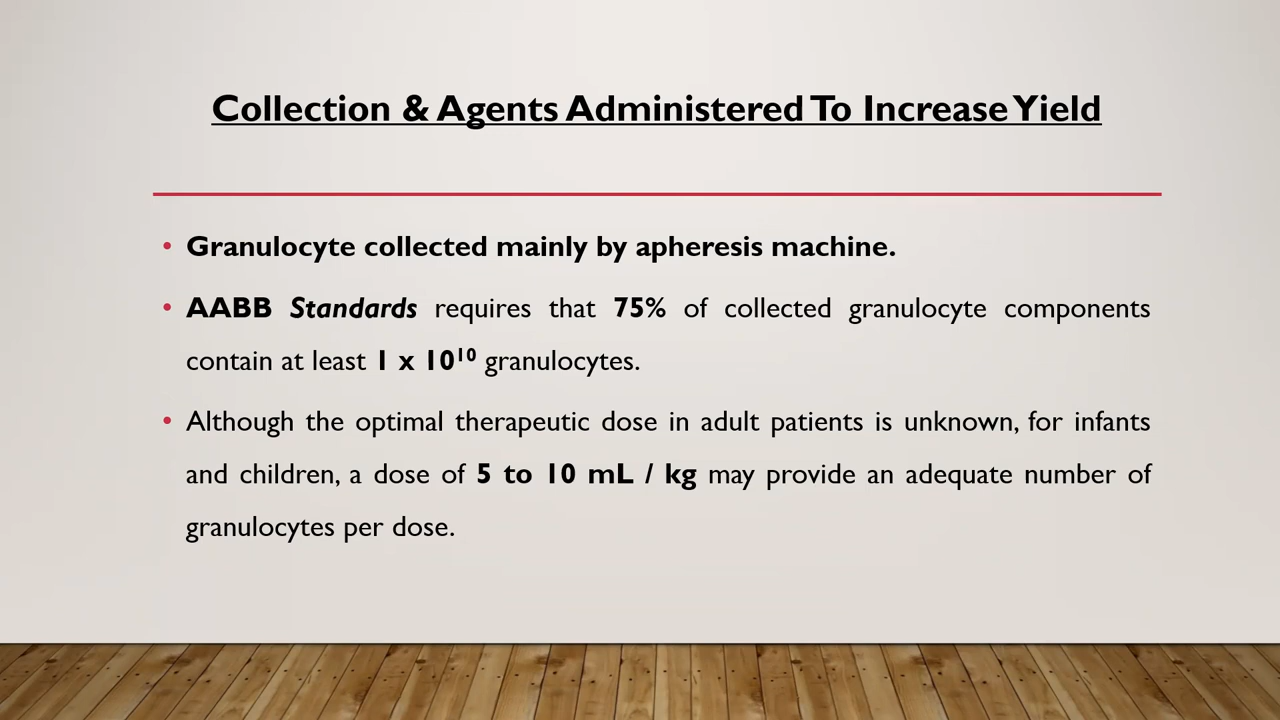 Collection & Agents Administered To Increase Yield
• Granulocyte collected mainly by apheresis machine.
• AABB Standards requires that 75% of collected granulocyte components
contain at least 1 x 10¹⁰ granulocytes.
• Although the optimal therapeutic dose in adult patients is unknown, for infants
and children, a dose of 5 to 10 mL / kg may provide an adequate number of
granulocytes per dose.